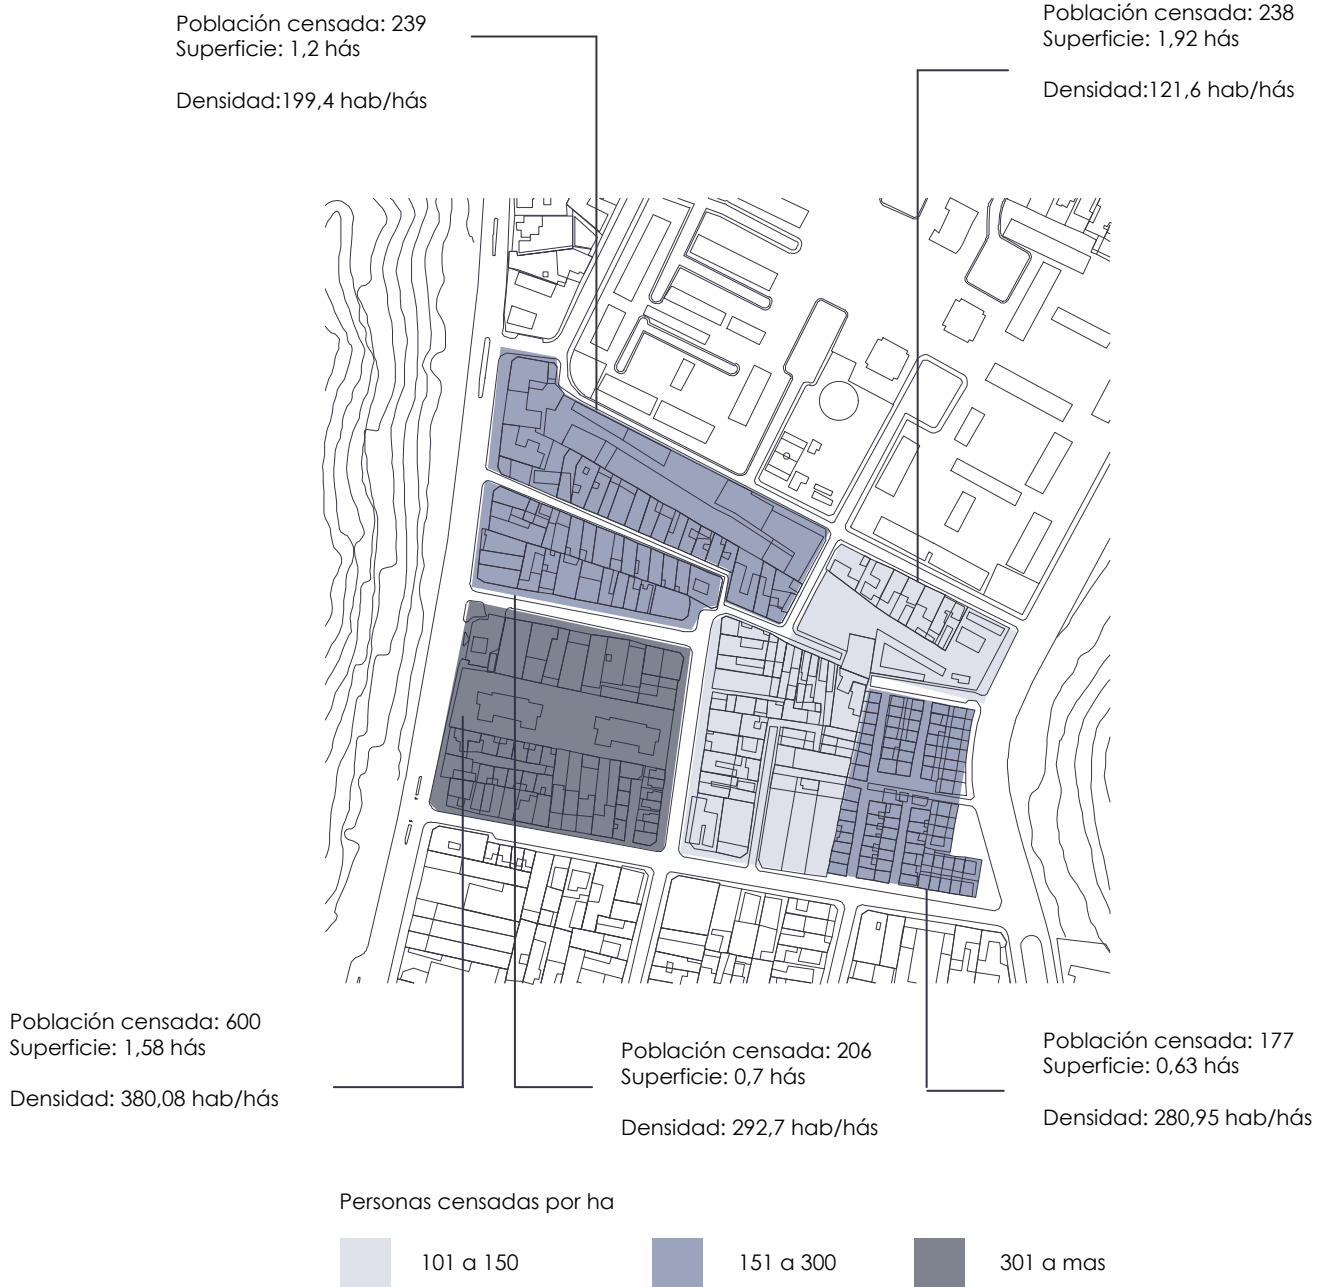 Población censada: 239
Superficie: 1,2 hás
Densidad:199,4 hab/hás
Población censada: 238
Superficie: 1,92 hás
Densidad:121,6 hab/hás
Población censada: 600
Superficie: 1,58 hás
Densidad: 380,08 hab/hás
Población censada: 206
Superficie: 0,7 hás
Densidad: 292,7 hab/hás
Población censada: 177
Superficie: 0,63 hás
Densidad: 280,95 hab/hás
Personas censadas por ha
101 a 150
151 a 300
301 a mas